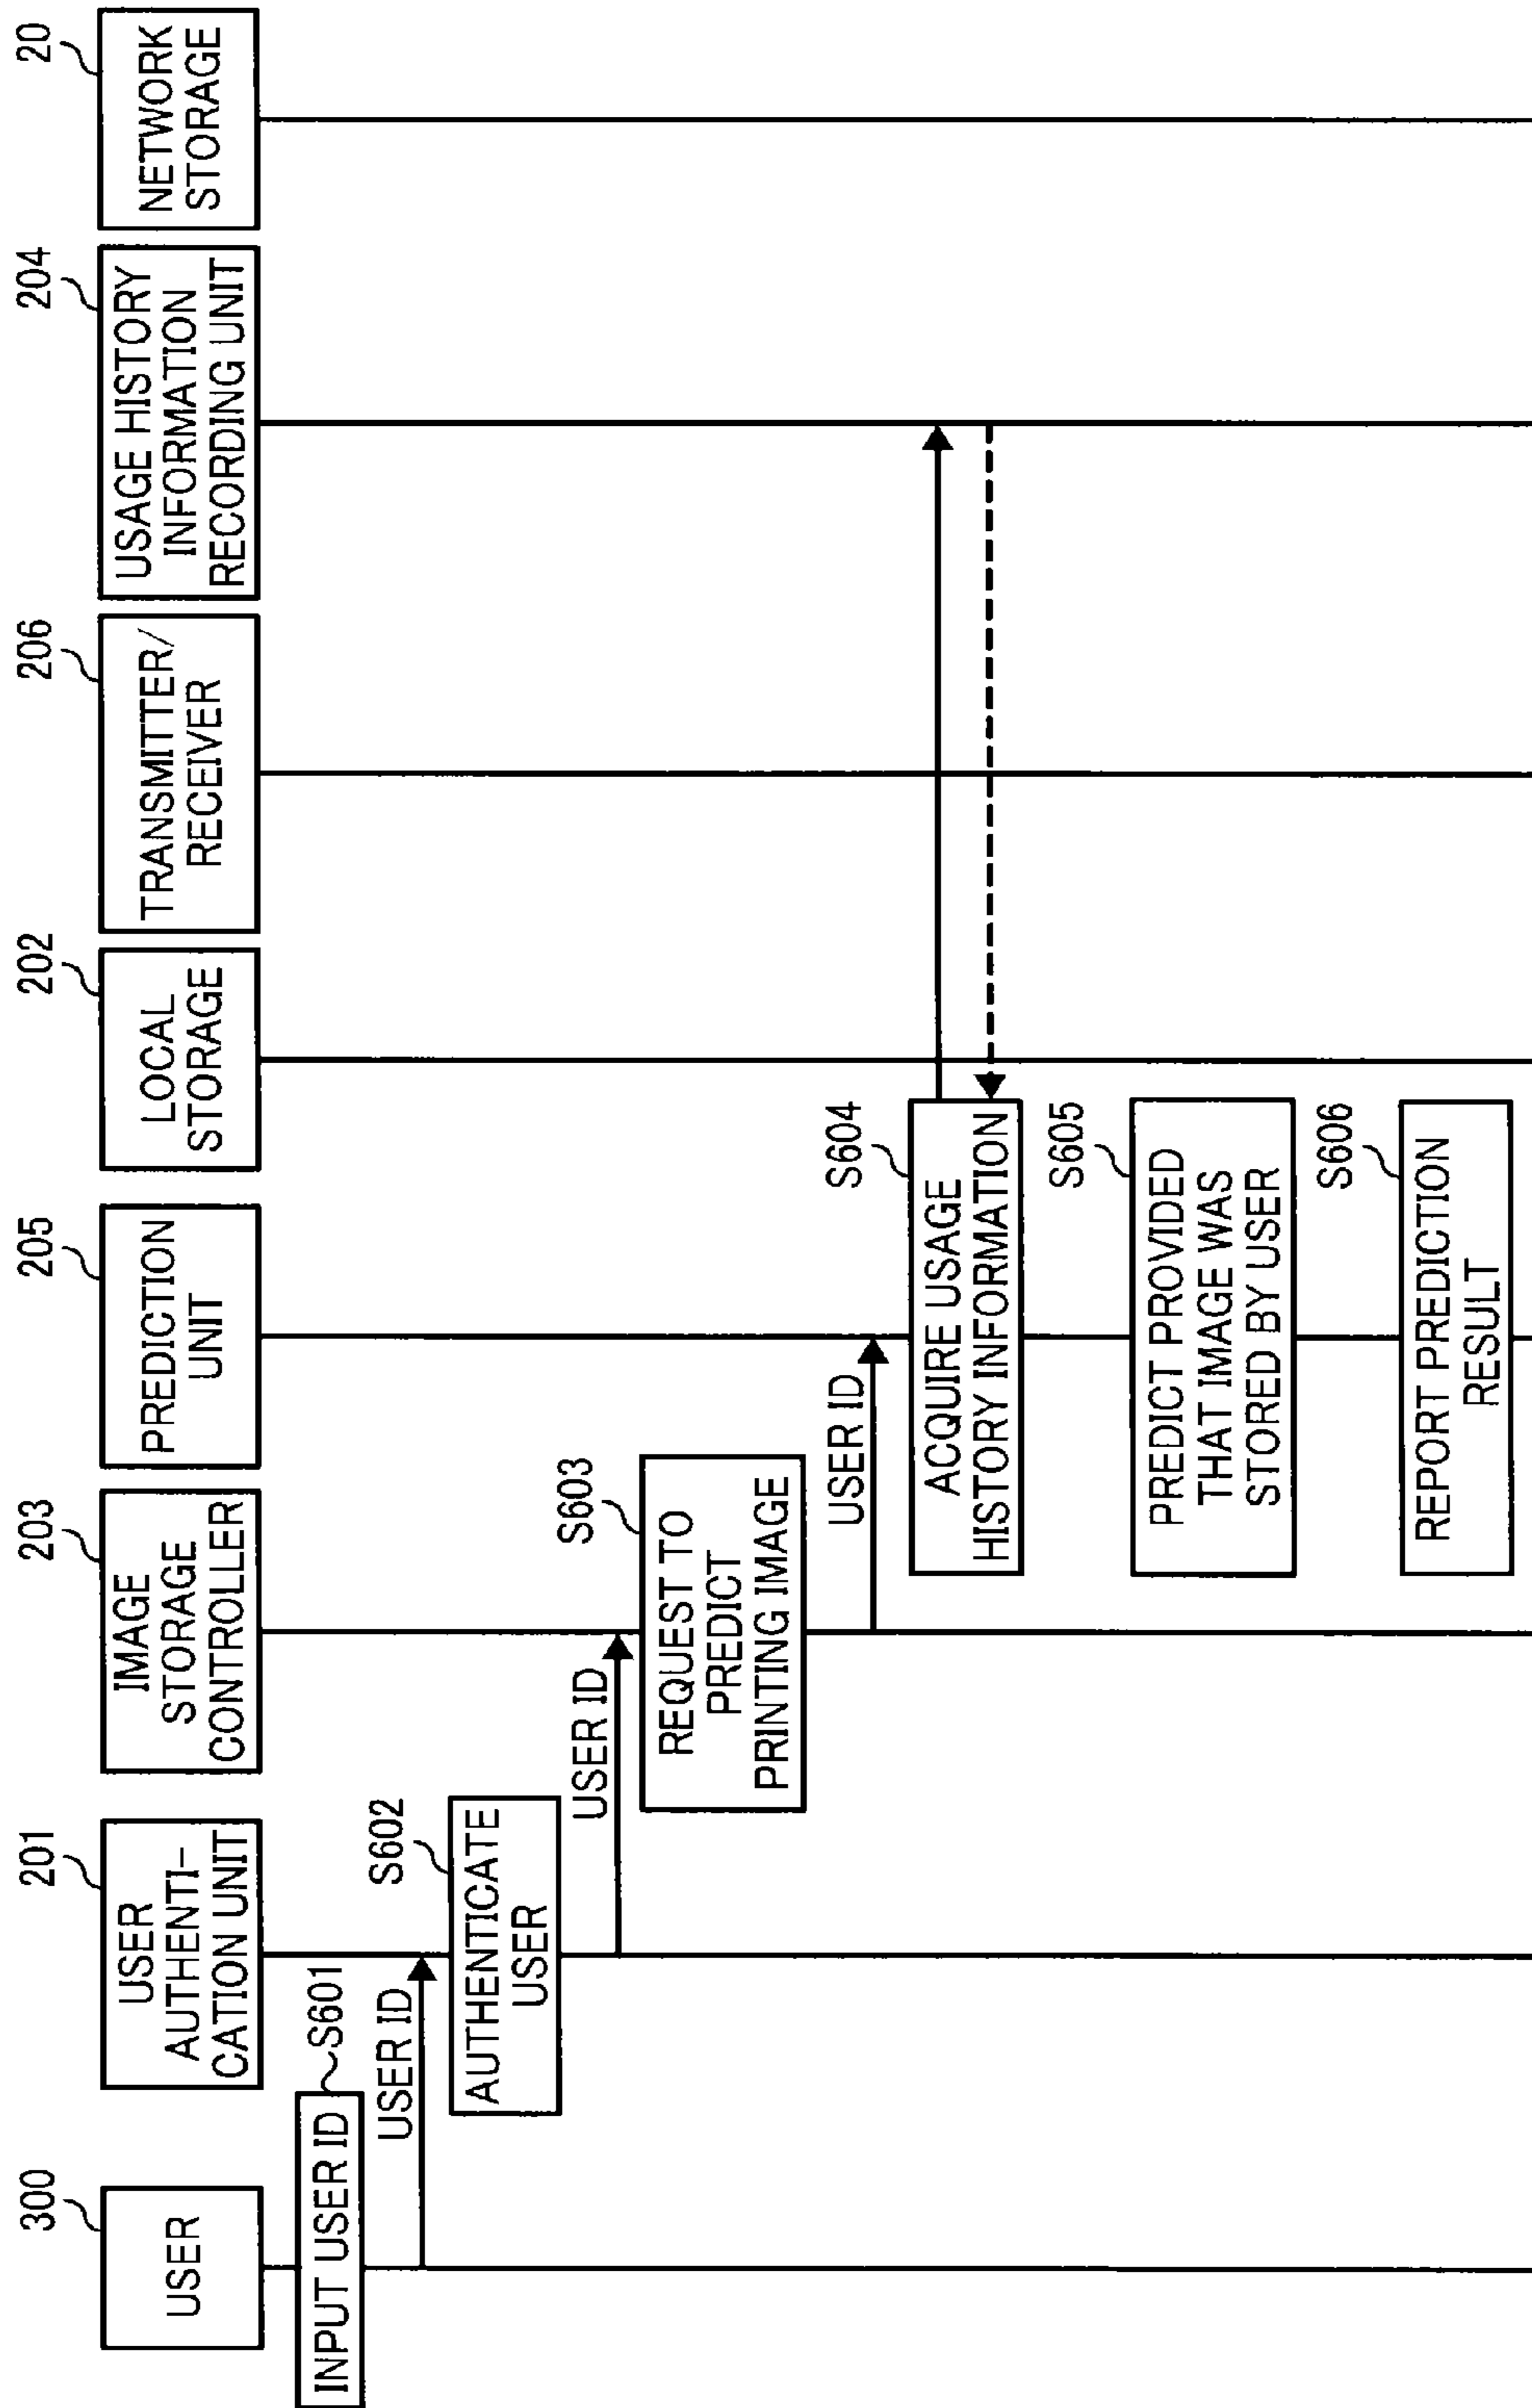 300
USER
201
USER
AUTHENTI-
CATION UNIT
203
IMAGE
STORAGE
CONTROLLER
205
PREDICTION
UNIT
202
LOCAL
STORAGE
206
TRANSMITTER/
RECEIVER
204
USAGE HISTORY
INFORMATION
RECORDING UNIT
20
NETWORK
STORAGE
INPUT USER ID
S601
USER ID
S602
AUTHENTICATE
USER
USER ID
S603
REQUEST TO
PREDICT
PRINTING IMAGE
USER ID
S604
ACQUIRE USAGE
HISTORY INFORMATION
S605
PREDICT PROVIDED
THAT IMAGE WAS
STORED BY USER
S606
REPORT PREDICTION
RESULT